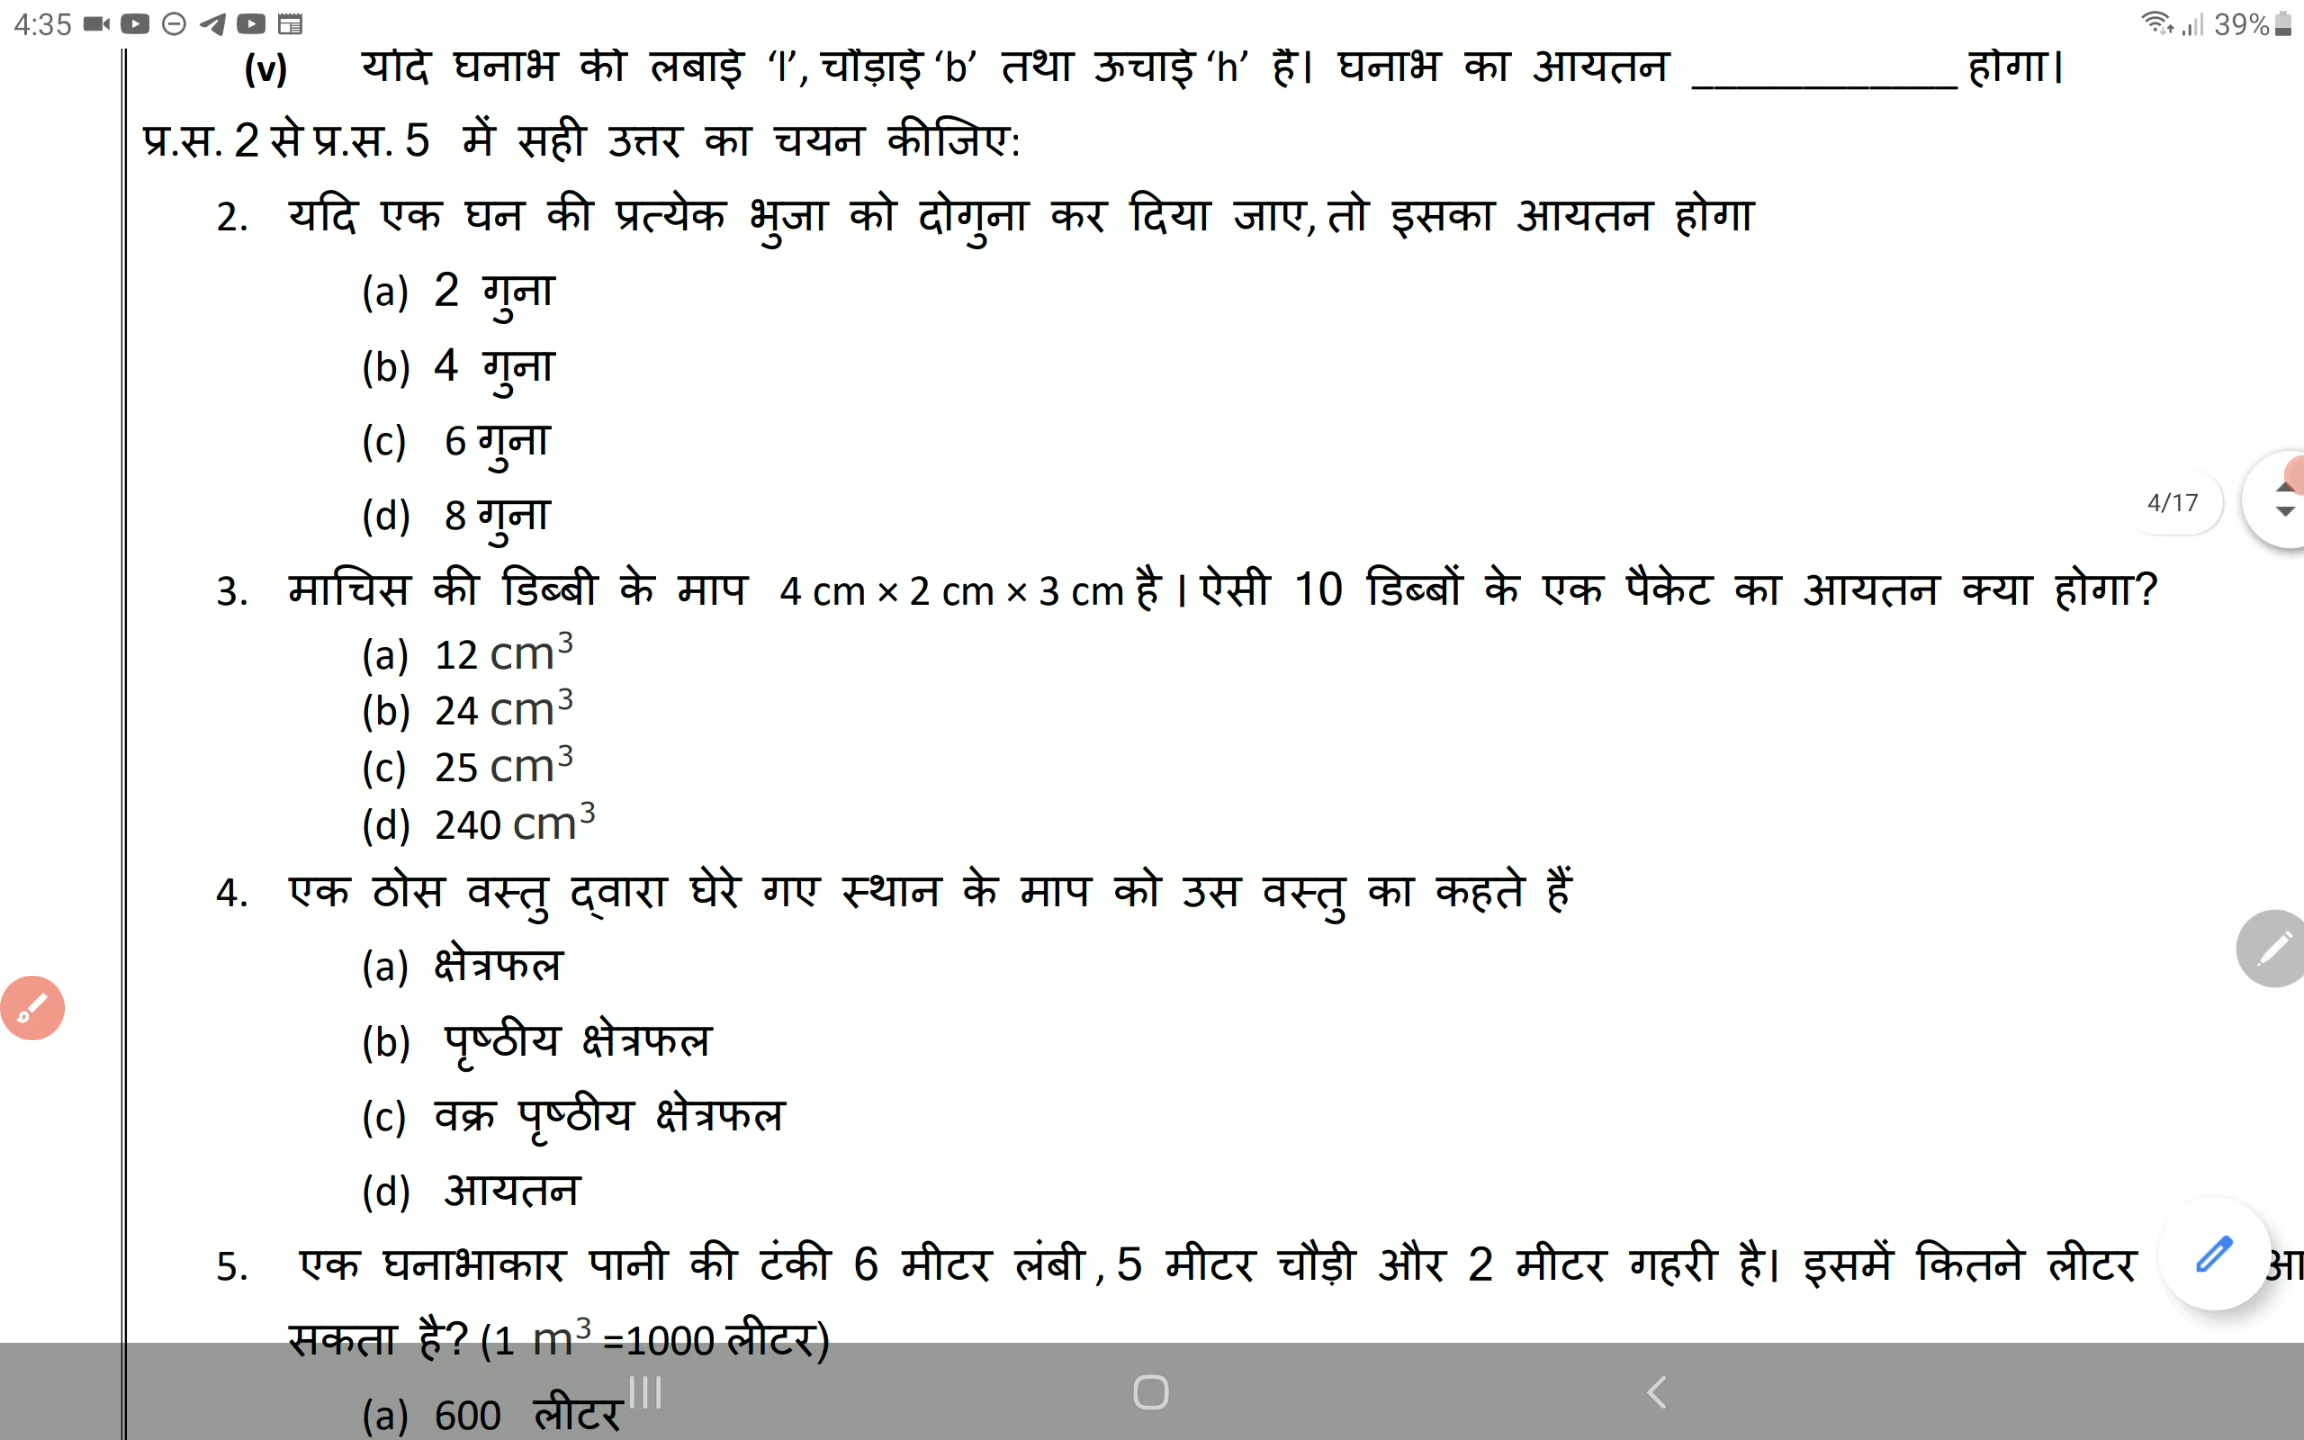 4:35 39%
(v) यदि घनाभ की लंबाई ‘l’, चौड़ाई ‘b’ तथा ऊंचाई ‘h’ है। घनाभ का आयतन ____________ होगा।
प्र.स. 2 से प्र.स. 5 में सही उत्तर का चयन कीजिए:
2. यदि एक घन की प्रत्येक भुजा को दोगुना कर दिया जाए, तो इसका आयतन होगा
(a) 2 गुना
(b) 4 गुना
(c) 6 गुना
(d) 8 गुना
4/17
3. माचिस की डिब्बी के माप 4 cm × 2 cm × 3 cm है । ऐसी 10 डिब्बों के एक पैकेट का आयतन क्या होगा?
(a) 12 cm³
(b) 24 cm³
(c) 25 cm³
(d) 240 cm³
4. एक ठोस वस्तु द्वारा घेरे गए स्थान के माप को उस वस्तु का कहते हैं
(a) क्षेत्रफल
(b) पृष्ठीय क्षेत्रफल
(c) वक्र पृष्ठीय क्षेत्रफल
(d) आयतन
5. एक घनाभाकार पानी की टंकी 6 मीटर लंबी , 5 मीटर चौड़ी और 2 मीटर गहरी है। इसमें कितने लीटर
सकता है? (1 m³ =1000 लीटर)
(a) 600 लीटर